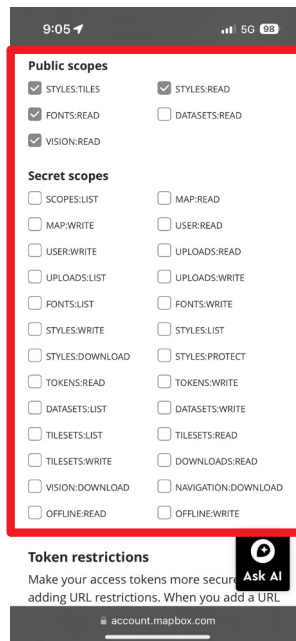 9:05
5G 98
Public scopes
STYLES:TILES STYLES:READ
FONTS:READ DATASETS:READ
VISION:READ
Secret scopes
SCOPES:LIST MAP:READ
MAP:WRITE USER:READ
USER:WRITE UPLOADS:READ
UPLOADS:LIST UPLOADS:WRITE
FONTS:LIST FONTS:WRITE
STYLES:WRITE STYLES:LIST
STYLES:DOWNLOAD STYLES:PROTECT
TOKENS:READ TOKENS:WRITE
DATASETS:LIST DATASETS:WRITE
TILESETS:LIST TILESETS:READ
TILESETS:WRITE DOWNLOADS:READ
VISION:DOWNLOAD NAVIGATION:DOWNLOAD
OFFLINE:READ OFFLINE:WRITE
Token restrictions
Make your access tokens more secure
adding URL restrictions. When you add a URL
Ask AI
account.mapbox.com